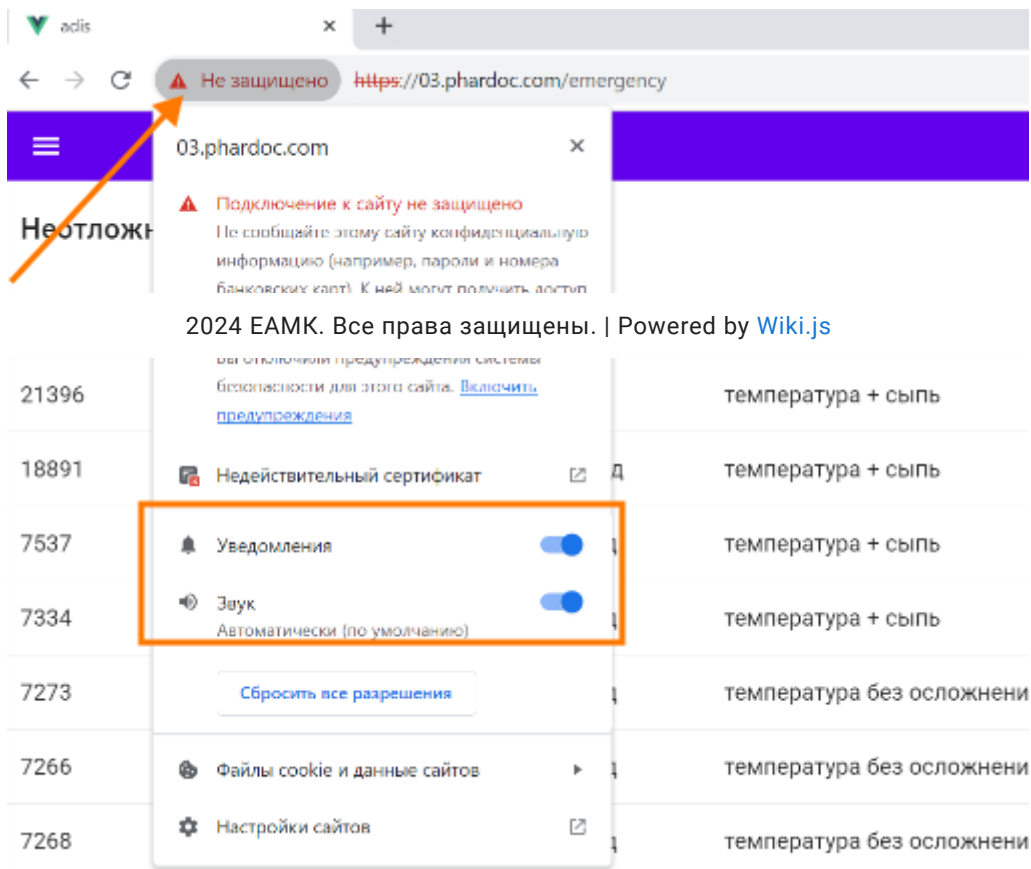 adis
Не защищено https://03.phardoc.com/emergency
03.phardoc.com
Подключение к сайту не защищено
Неотложн
Не сообщайте этому сайту конфиденциальную
информацию (например, пароли и номера
банковских карт). К ней могут получить доступ
2024 ЕАМК. Все права защищены. | Powered by Wiki.js
Вы отключили предупреждения системы
21396 безопасности для этого сайта. Включить температура + сыпь
предупреждения
18891 Недействительный сертификат д температура + сыпь
7537 Уведомления температура + сыпь
7334 Звук температура + сыпь
Автоматически (по умолчанию)
7273 Сбросить все разрешения температура без осложнени
7266 Файлы cookie и данные сайтов температура без осложнени
7268 Настройки сайтов температура без осложнени